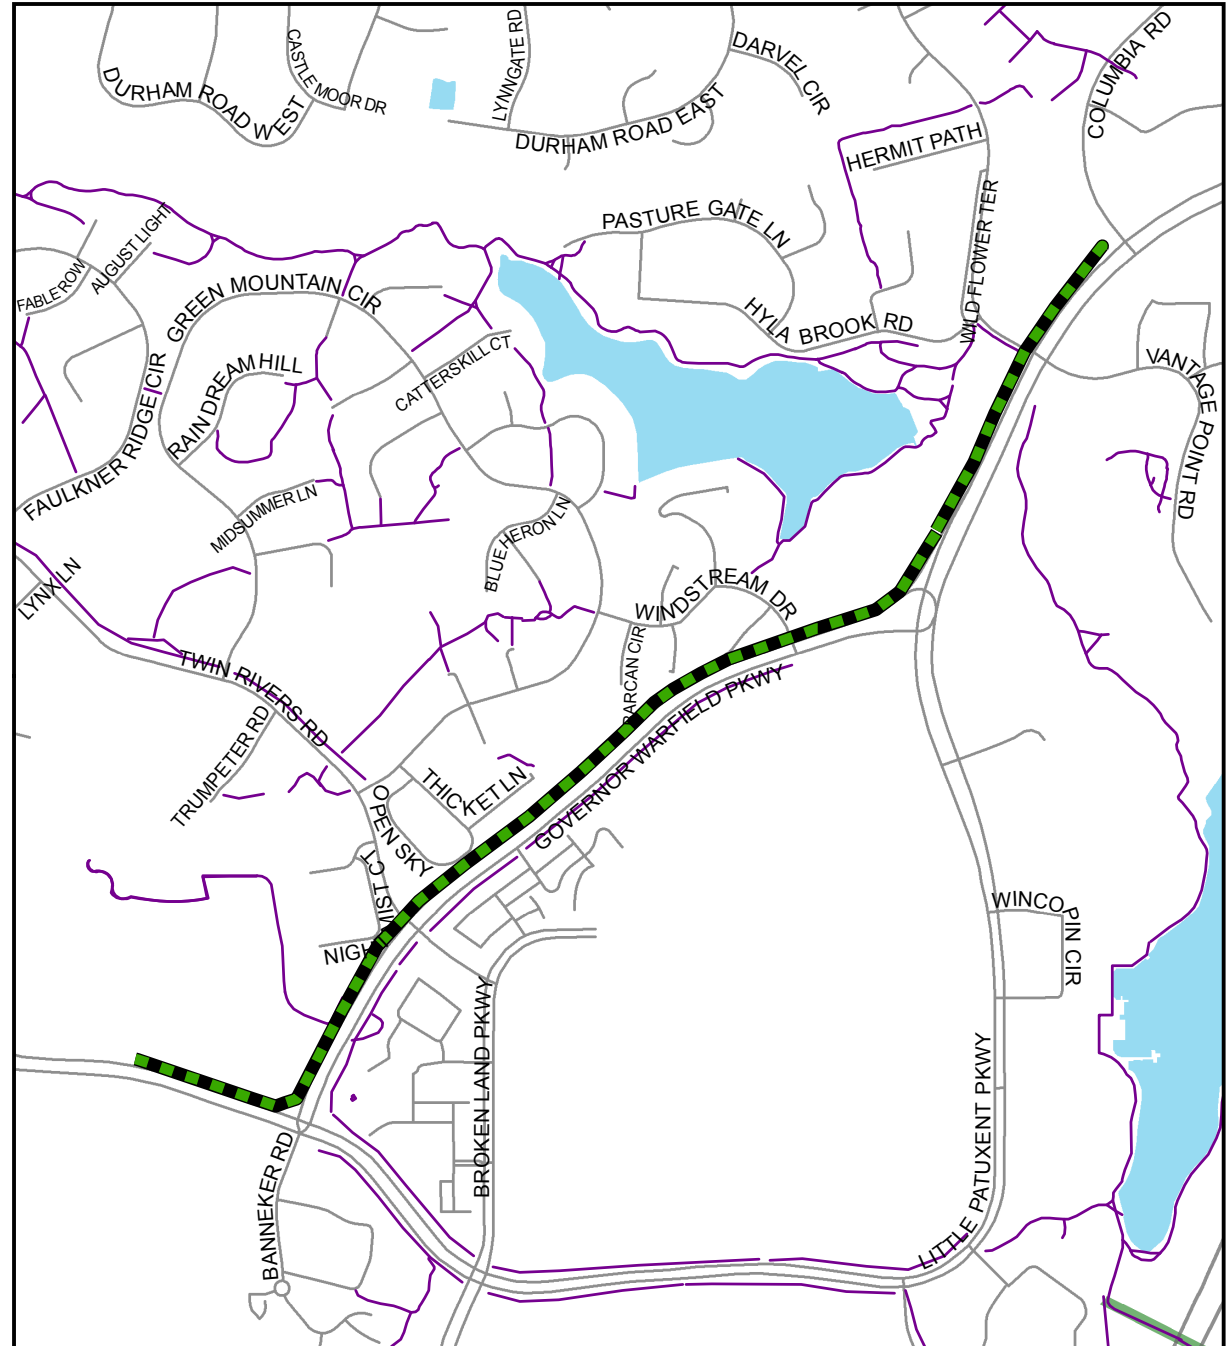 COLUMBIA RD
LYNNGATE RD
CASTLE MOOR DR
DARVEL CIR
DURHAM ROAD WEST
DURHAM ROAD EAST
HERMIT PATH
WILD FLOWER TER
PASTURE GATE LN
AUGUST LIGHT
FABLE ROW
GREEN MOUNTAIN CIR
HYLA BROOK RD
RAIN DREAM HILL
CATTERSKILL CT
VANTAGE POINT RD
FAULKNER RIDGE CIR
MIDSUMMER LN
BLUE HERON LN
LYNX LN
WINDSTREAM DR
BARCAN CIR
TWIN RIVERS RD
TRUMPETER RD
GOVERNOR WARFIELD PKWY
THICKET LN
OPEN SKY
NIGHT MIST CT
WINCOPIN CIR
BROKEN LAND PKWY
LITTLE PATUXENT PKWY
BANNEKER RD